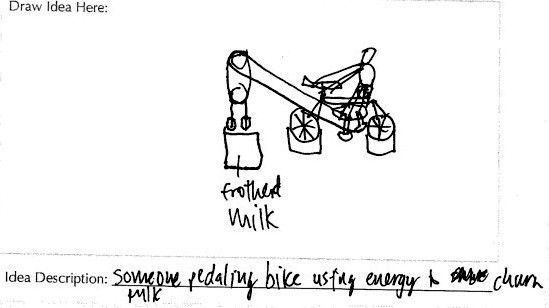 Draw Idea Here:
frothed
milk
Idea Description: Someone pedaling bike using energy to churn
milk